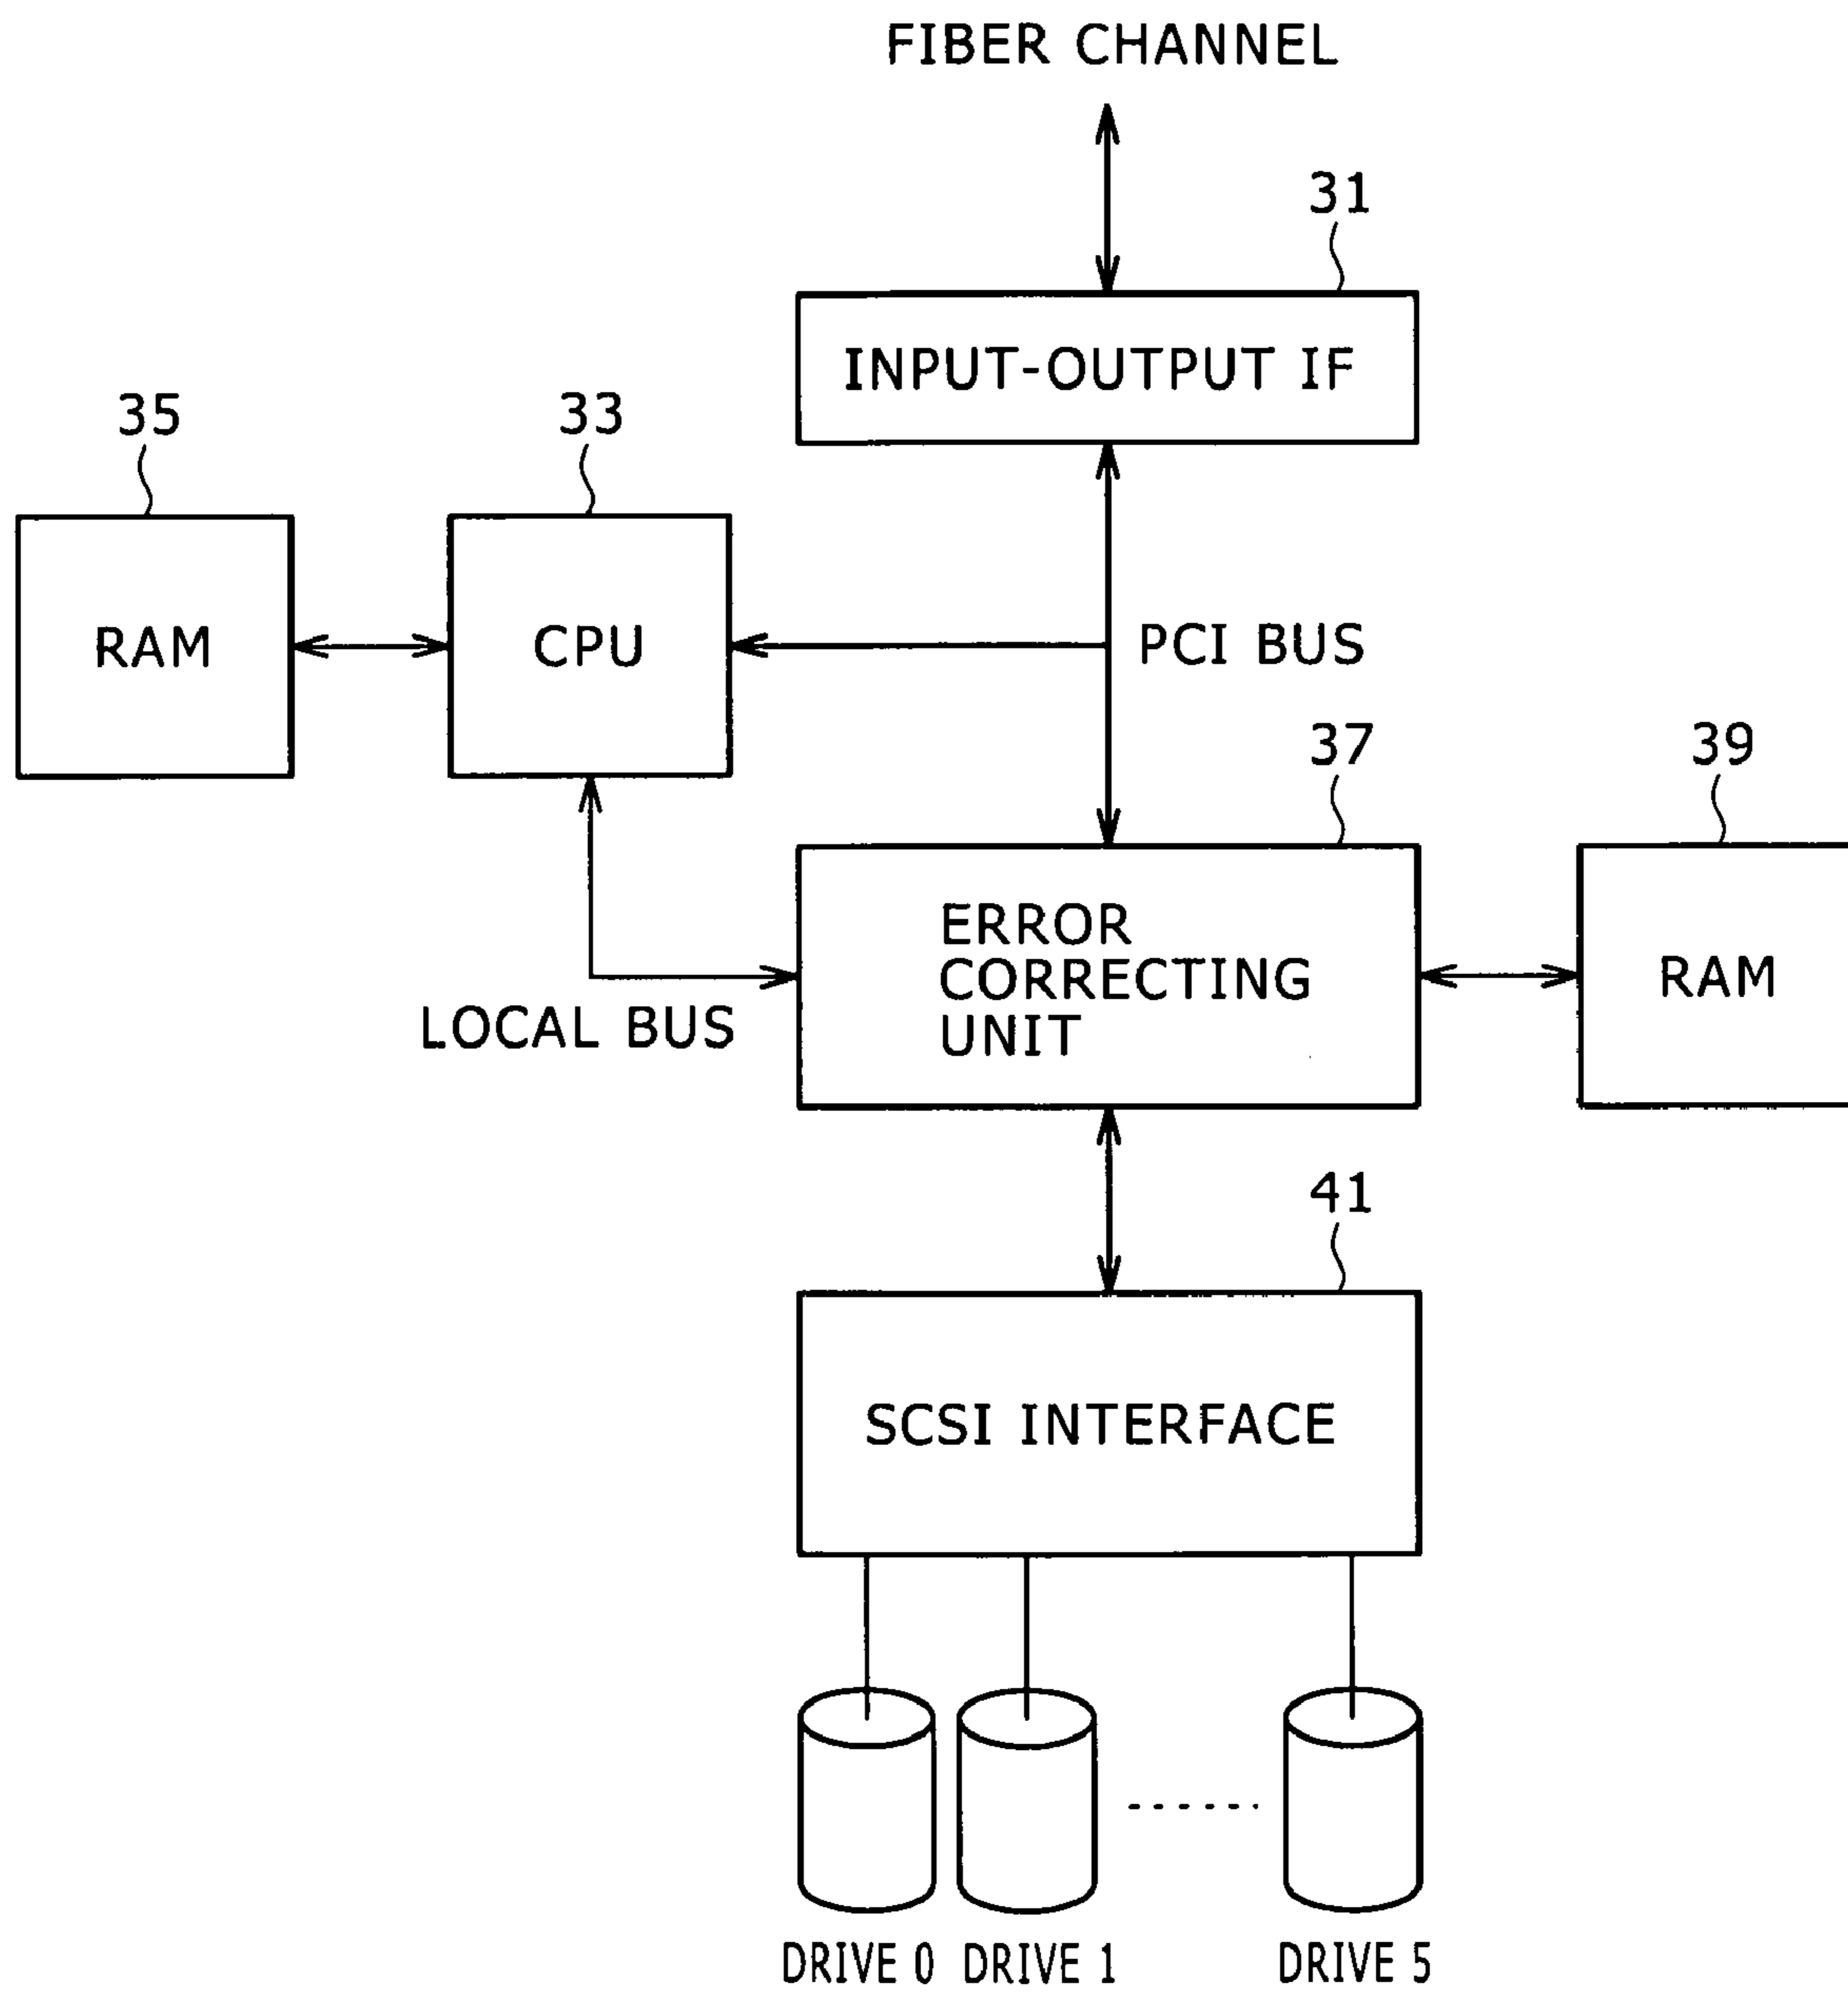 FIBER CHANNEL
31
INPUT-OUTPUT IF
35
33
RAM
CPU
PCI BUS
37
39
ERROR
CORRECTING
UNIT
RAM
LOCAL BUS
41
SCSI INTERFACE
DRIVE 0
DRIVE 1
DRIVE 5